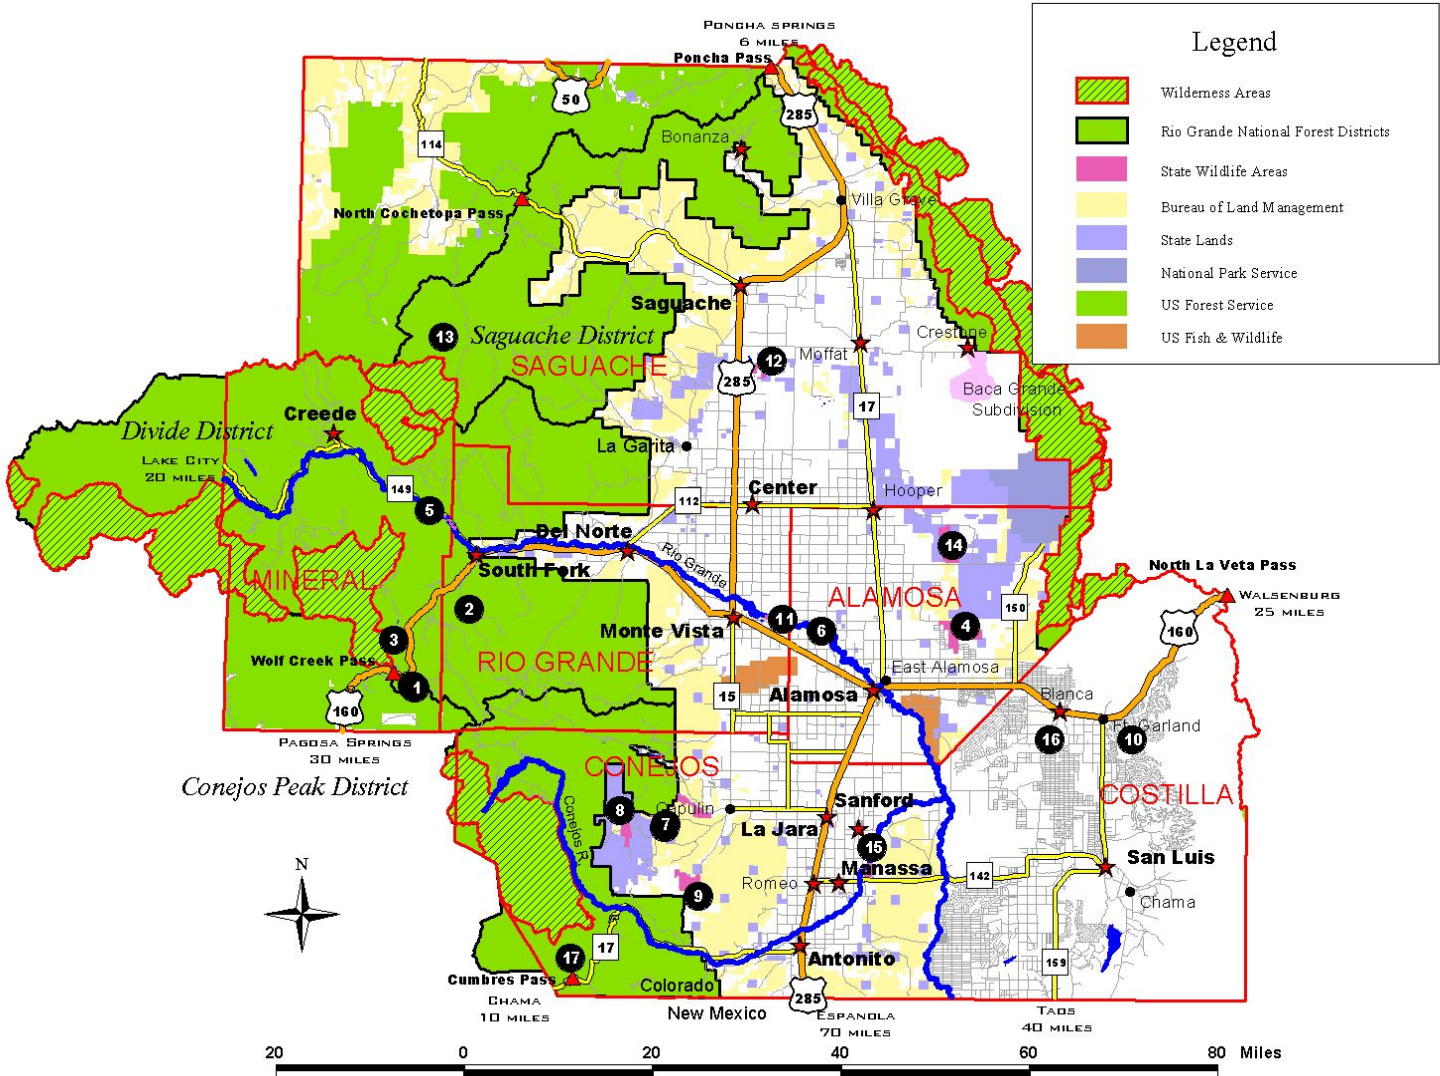 PONCHA SPRINGS
6 MILES
Poncha Pass
Legend
Wilderness Areas
Rio Grande National Forest Districts
State Wildlife Areas
Bureau of Land Management
State Lands
National Park Service
US Forest Service
US Fish & Wildlife
50
285
114
Bonanza
Villa Grove
North Cochetopa Pass
Saguache
13
Saguache District
SAGUACHE
12
Moffat
Crestone
285
17
Baca Grande
Subdivision
Creede
Divide District
LAKE CITY
20 MILES
La Garita
149
5
112
Center
Hooper
Del Norte
Rio Grande
14
South Fork
MINERAL
2
ALAMOSA
150
North La Veta Pass
WALSENBURG
25 MILES
11
6
4
160
3
Monte Vista
Wolf Creek Pass
RIO GRANDE
East Alamosa
1
160
15
Alamosa
Blanca
Ft. Garland
16
10
PAGOSA SPRINGS
30 MILES
Conejos Peak District
CONEJOS
COSTILLA
Conejos R.
8
7
Capulin
Sanford
La Jara
15
Manassa
Romeo
142
San Luis
Chama
9
N
17
17
Antonito
159
Cumbres Pass
Colorado
CHAMA
10 MILES
New Mexico
285
ESPANOLA
70 MILES
TAOS
40 MILES
20
0
20
40
60
80
Miles